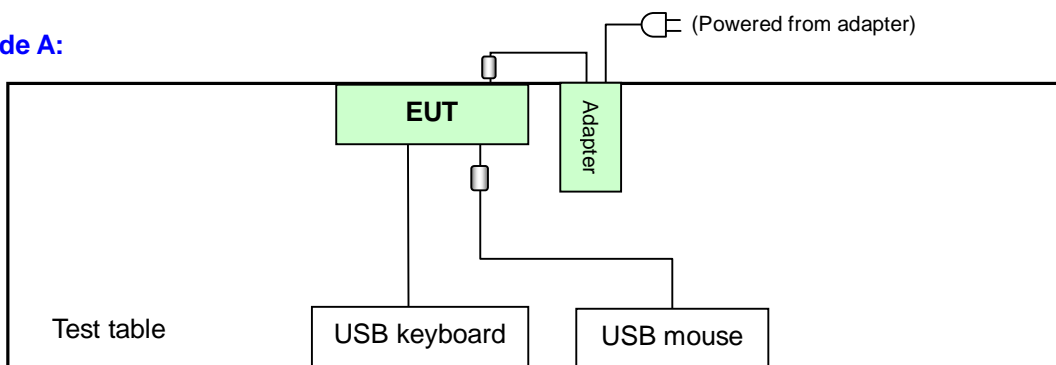 (Powered from adapter)
de A:
EUT
Adapter
Test table
USB keyboard
USB mouse